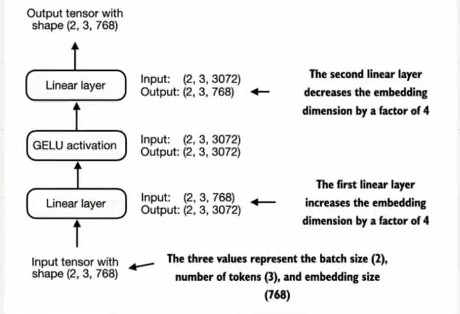 Output tensor with
shape (2, 3, 768)
Linear layer
Input: (2, 3, 3072)
Output: (2, 3, 768)
The second linear layer
decreases the embedding
dimension by a factor of 4
GELU activation
Input: (2, 3, 3072)
Output: (2, 3, 3072)
Linear layer
Input: (2, 3, 768)
Output: (2, 3, 3072)
The first linear layer
increases the embedding
dimension by a factor of 4
Input tensor with
shape (2, 3, 768)
The three values represent the batch size (2),
number of tokens (3), and embedding size
(768)